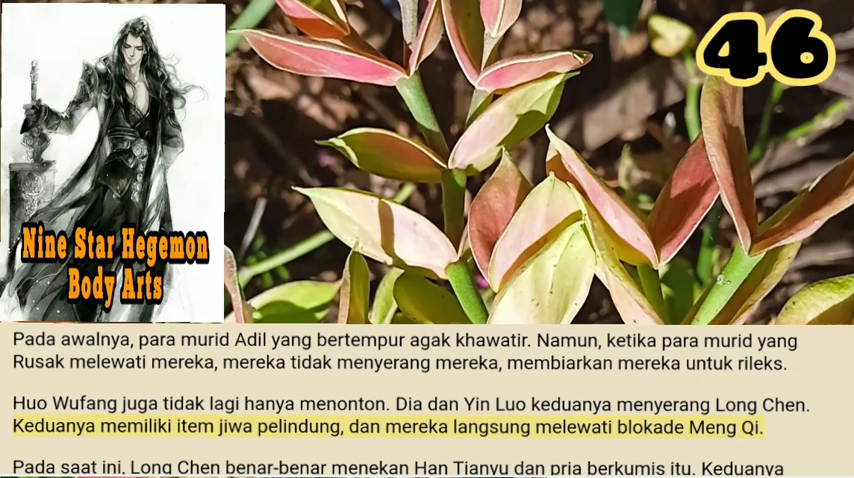 46
Nine Star Hegemon
Body Arts
Pada awalnya, para murid Adil yang bertempur agak khawatir. Namun, ketika para murid yang
Rusak melewati mereka, mereka tidak menyerang mereka, membiarkan mereka untuk rileks.
Huo Wufang juga tidak lagi hanya menonton. Dia dan Yin Luo keduanya menyerang Long Chen.
Keduanya memiliki item jiwa pelindung, dan mereka langsung melewati blokade Meng Qi.
Pada saat ini, Long Chen benar-benar menekan Han Tianyu dan pria berkumis itu. Keduanya